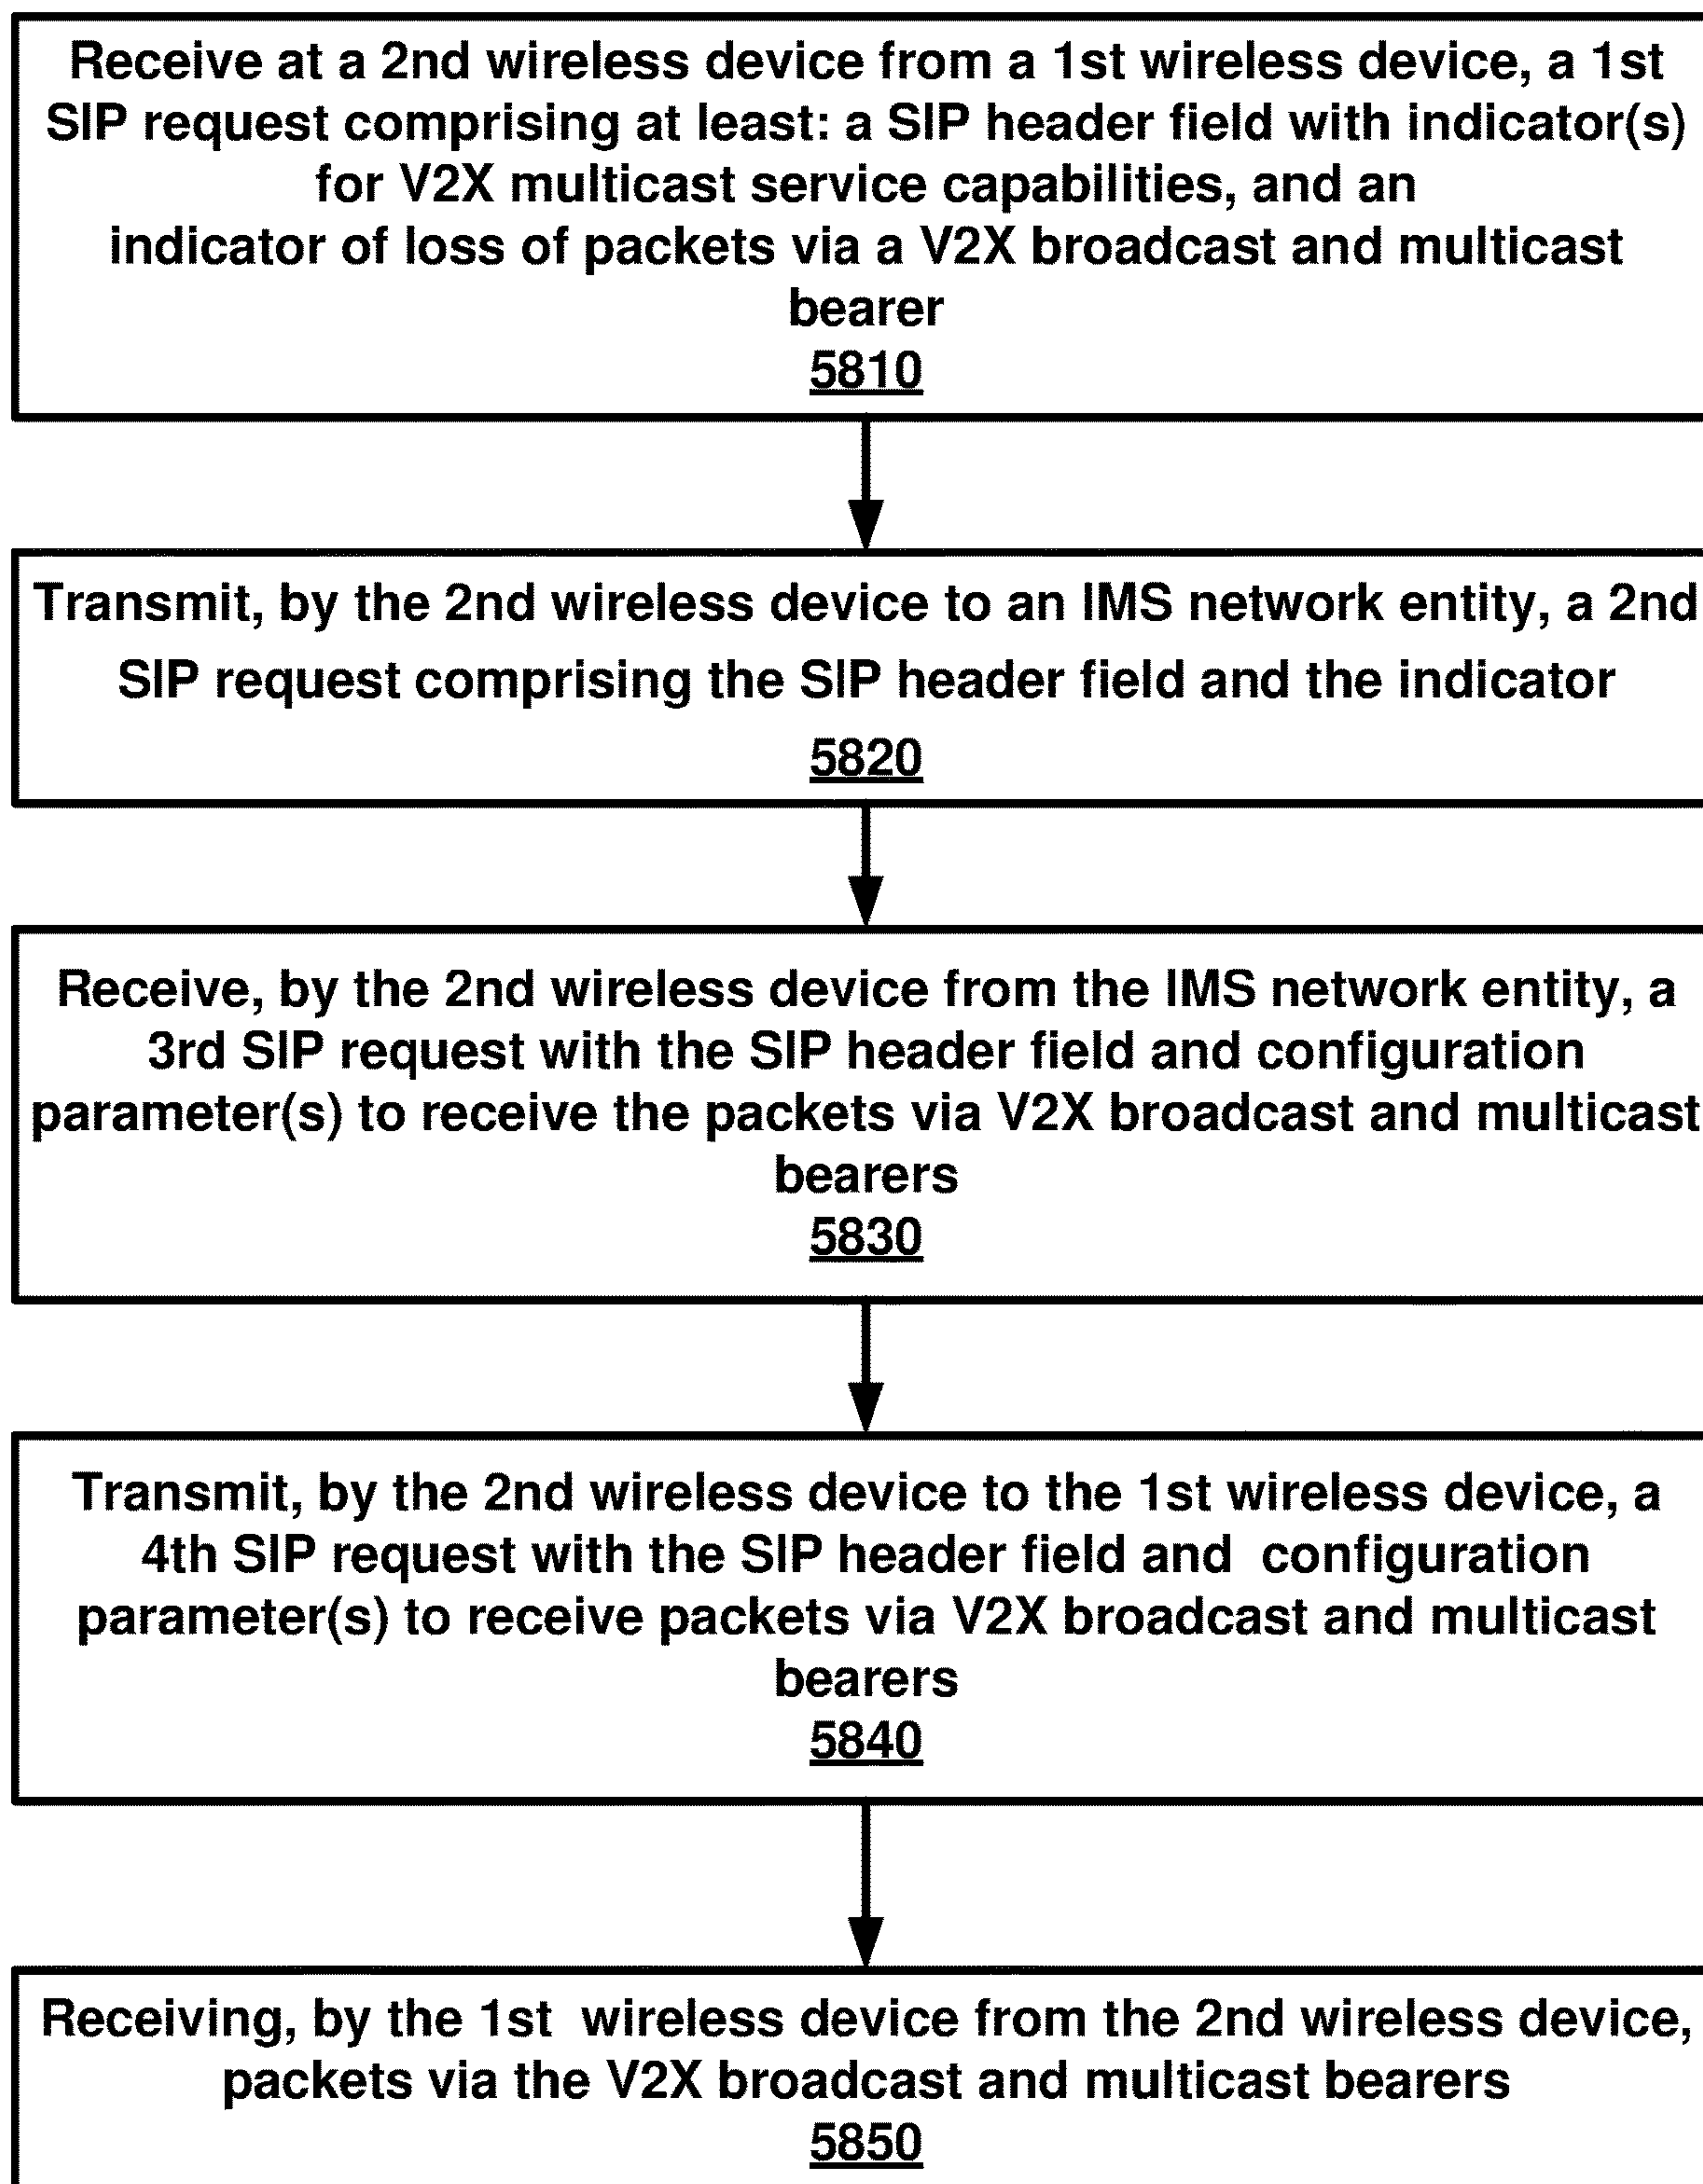 Receive at a 2nd wireless device from a 1st wireless device, a 1st
SIP request comprising at least: a SIP header field with indicator(s)
for V2X multicast service capabilities, and an
indicator of loss of packets via a V2X broadcast and multicast
bearer
5810
Transmit, by the 2nd wireless device to an IMS network entity, a 2nd
SIP request comprising the SIP header field and the indicator
5820
Receive, by the 2nd wireless device from the IMS network entity, a
3rd SIP request with the SIP header field and configuration
parameter(s) to receive the packets via V2X broadcast and multicast
bearers
5830
Transmit, by the 2nd wireless device to the 1st wireless device, a
4th SIP request with the SIP header field and configuration
parameter(s) to receive packets via V2X broadcast and multicast
bearers
5840
Receiving, by the 1st wireless device from the 2nd wireless device,
packets via the V2X broadcast and multicast bearers
5850